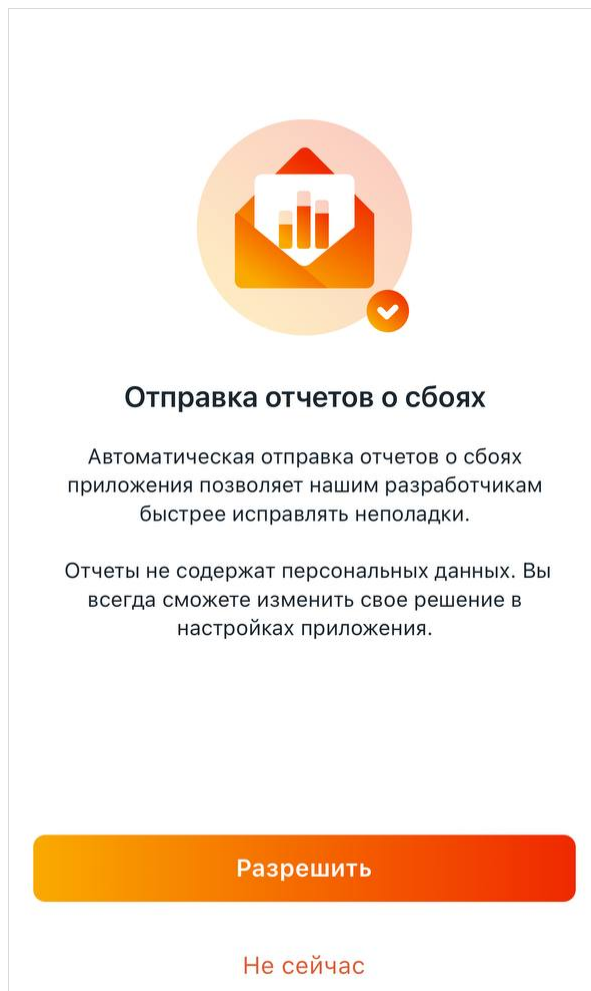 Отправка отчетов о сбоях
Автоматическая отправка отчетов о сбоях
приложения позволяет нашим разработчикам
быстрее исправлять неполадки.
Отчеты не содержат персональных данных. Вы
всегда сможете изменить свое решение в
настройках приложения.
Разрешить
Не сейчас